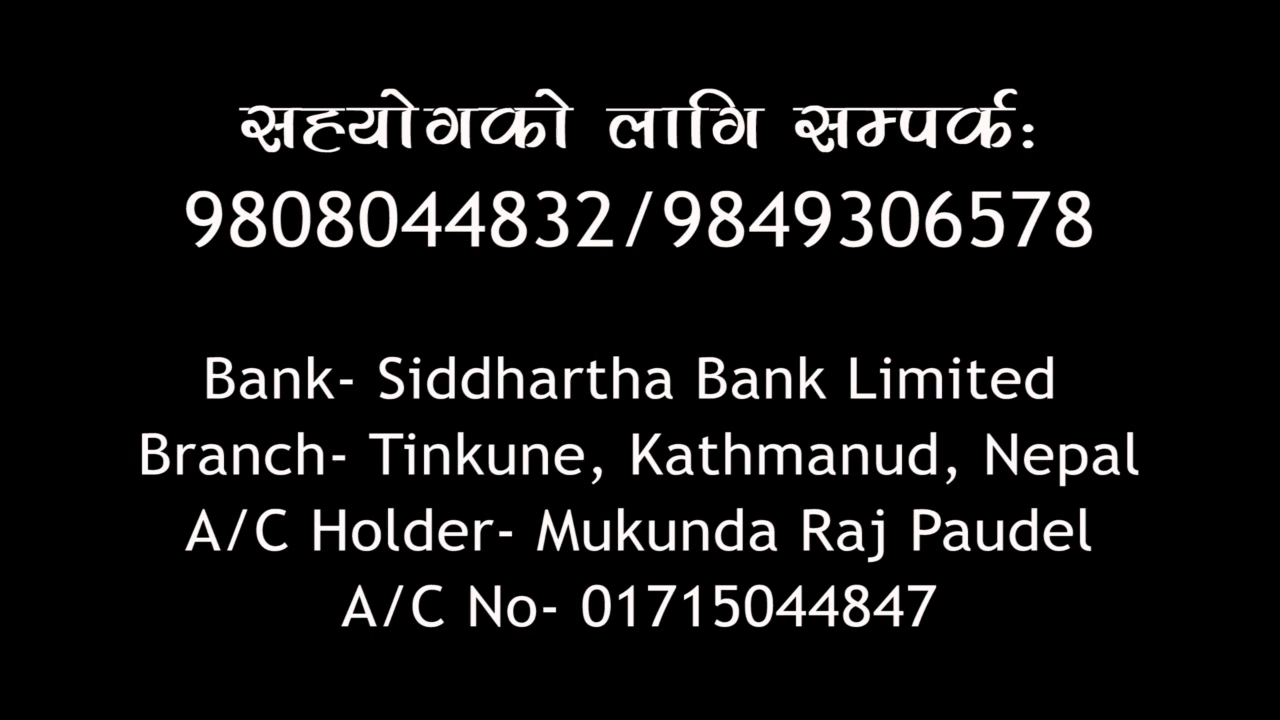 सहयोगको लागि सम्पर्कः
9808044832/9849306578
Bank- Siddhartha Bank Limited
Branch- Tinkune, Kathmanud, Nepal
A/C Holder- Mukunda Raj Paudel
A/C No- 01715044847